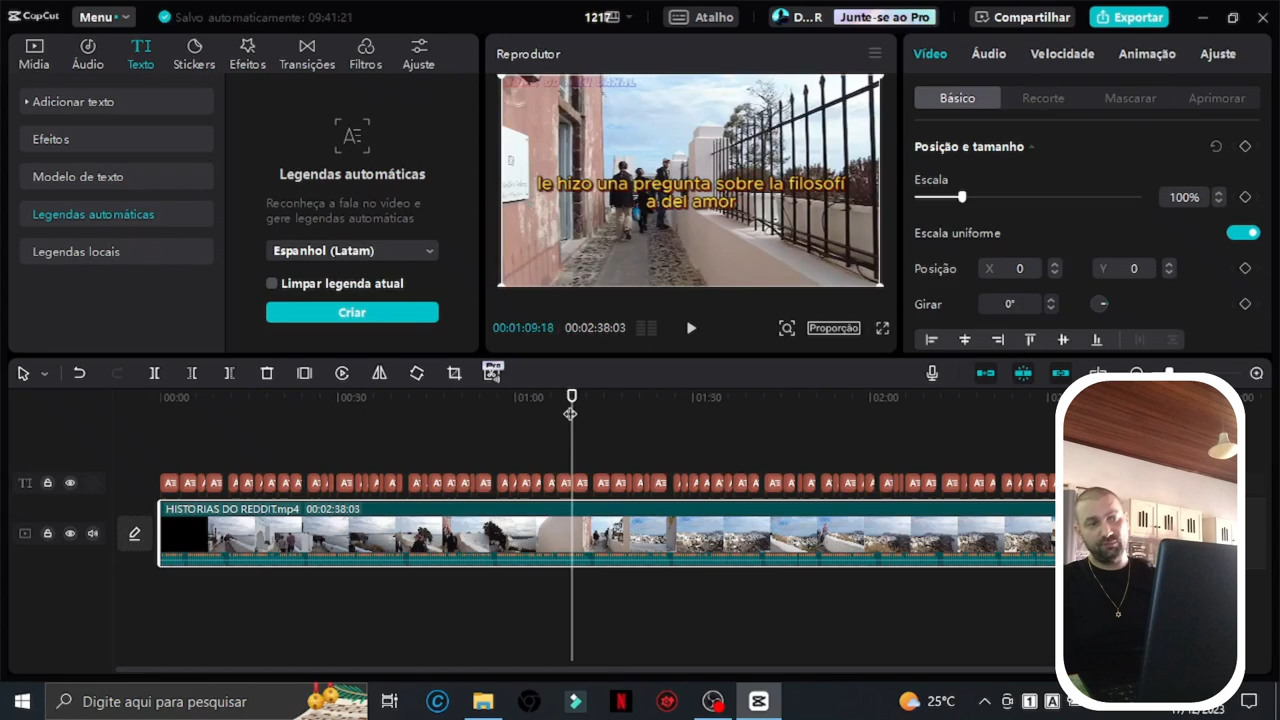 CapCut
Menu
Salvo automaticamente: 09:41:21
1217
Atalho
D...R
Junte-se ao Pro
Compartilhar
Exportar
Mídia
Áudio
Texto
Stickers
Efeitos
Transições
Filtros
Ajuste
Adicionar texto
Efeitos
Modelo de texto
Legendas automáticas
Legendas locais
Legendas automáticas
Reconheça a fala no vídeo e
gere legendas automáticas
Espanhol (Latam)
Limpar legenda atual
Criar
Reprodutor
le hizo una pregunta sobre la filosofí
a del amor
00:01:09:18
00:02:38:03
Proporção
Vídeo
Áudio
Velocidade
Animação
Ajuste
Básico
Recorte
Mascarar
Aprimorar
Posição e tamanho
Escala
100%
Escala uniforme
Posição
X
0
Y
0
Girar
0°
Pro
00:00
00:30
01:00
01:30
02:00
HISTORIAS DO REDDIT.mp4
00:02:38:03
Digite aqui para pesquisar
25°C
17/12/2023